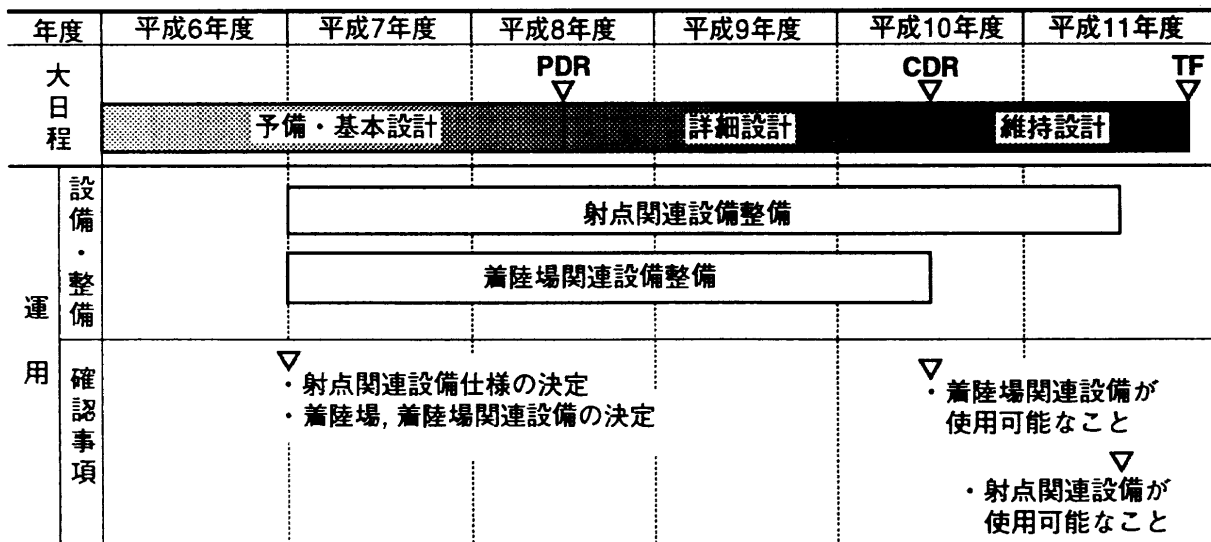 年度 平成6年度 平成7年度 平成8年度 平成9年度 平成10年度 平成11年度
大日程
PDR CDR TF
予備・基本設計 詳細設計 維持設計
運用
設備・整備
射点関連設備整備
着陸場関連設備整備
確認事項
・射点関連設備仕様の決定
・着陸場, 着陸場関連設備の決定
・着陸場関連設備が
使用可能なこと
・射点関連設備が
使用可能なこと